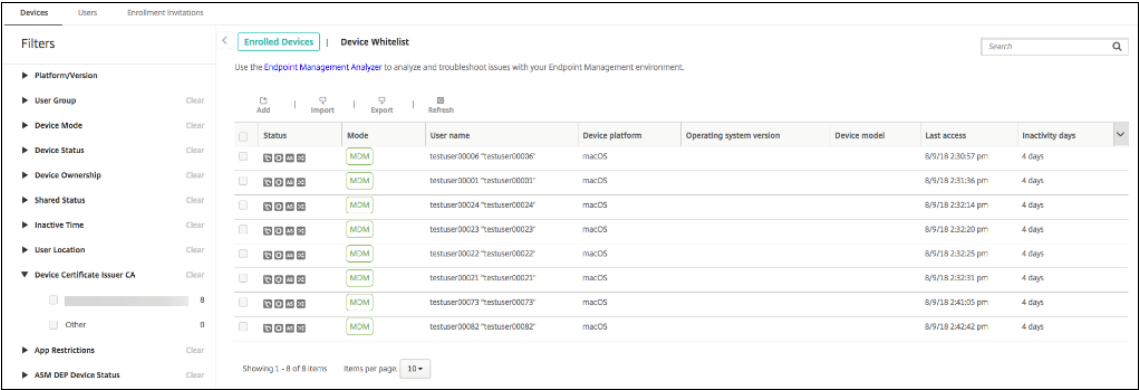 Devices Users Enrollment Invitations
Filters
Platform/Version
User Group Clear
Device Mode Clear
Device Status Clear
Device Ownership Clear
Shared Status Clear
Inactive Time Clear
User Location Clear
Device Certificate Issuer CA Clear
8
Other 0
App Restrictions Clear
ASM DEP Device Status Clear
Enrolled Devices | Device Whitelist
Search
Use the Endpoint Management Analyzer to analyze and troubleshoot issues with your Endpoint Management environment.
Add | Import | Export | Refresh
Status Mode User name Device platform Operating system version Device model Last access Inactivity days
MDM testuser00006 "testuser00006" macOS 8/9/18 2:30:57 pm 4 days
MDM testuser00001 "testuser00001" macOS 8/9/18 2:31:36 pm 4 days
MDM testuser00024 "testuser00024" macOS 8/9/18 2:32:14 pm 4 days
MDM testuser00023 "testuser00023" macOS 8/9/18 2:32:20 pm 4 days
MDM testuser00022 "testuser00022" macOS 8/9/18 2:32:25 pm 4 days
MDM testuser00021 "testuser00021" macOS 8/9/18 2:32:31 pm 4 days
MDM testuser00073 "testuser00073" macOS 8/9/18 2:41:05 pm 4 days
MDM testuser00082 "testuser00082" macOS 8/9/18 2:42:42 pm 4 days
Showing 1 - 8 of 8 items Items per page: 10